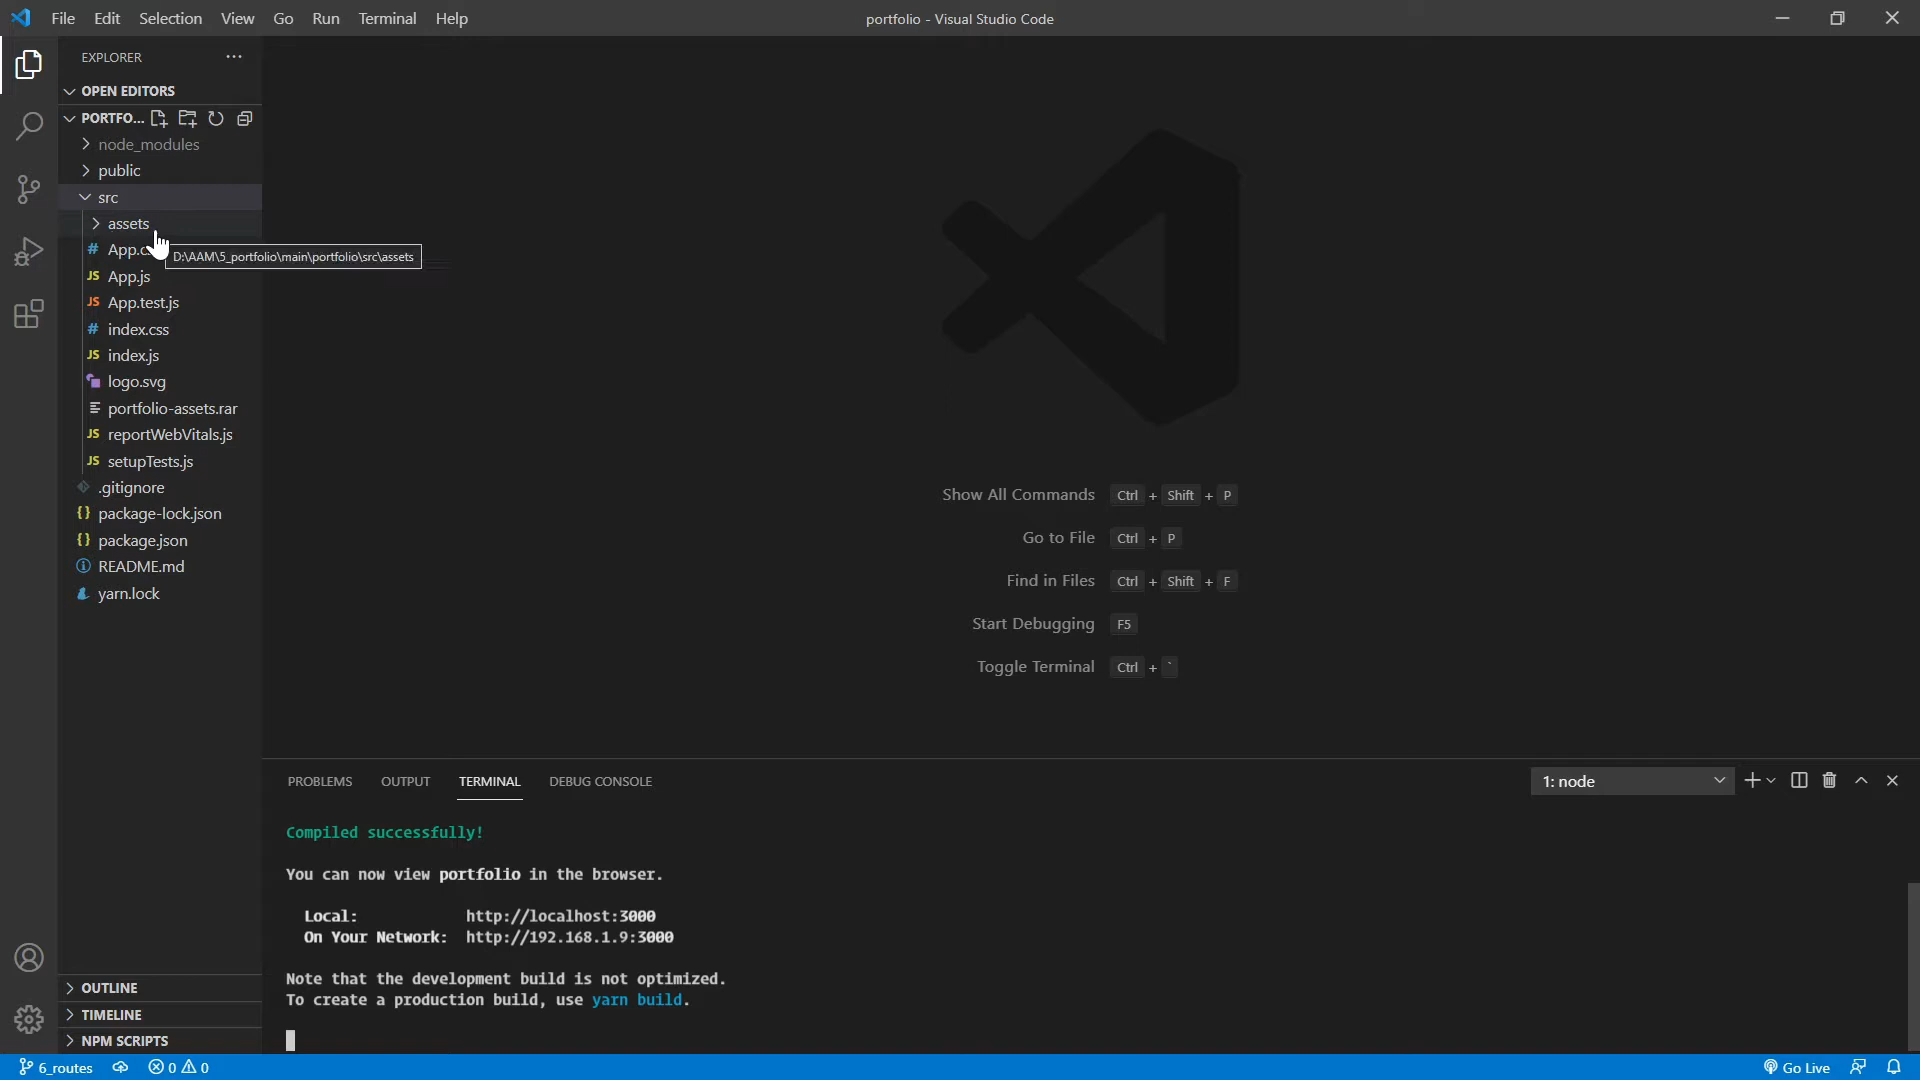 File Edit Selection View Go Run Terminal Help
portfolio - Visual Studio Code
EXPLORER
OPEN EDITORS
PORTFO...
node_modules
public
src
assets
App.c
D:\AAM\5_portfolio\main\portfolio\src\assets
JS App.js
JS App.test.js
# index.css
JS index.js
logo.svg
portfolio-assets.rar
JS reportWebVitals.js
JS setupTests.js
.gitignore
{} package-lock.json
{} package.json
README.md
yarn.lock
OUTLINE
TIMELINE
NPM SCRIPTS
Show All Commands Ctrl + Shift + P
Go to File Ctrl + P
Find in Files Ctrl + Shift + F
Start Debugging F5
Toggle Terminal Ctrl + `
PROBLEMS OUTPUT TERMINAL DEBUG CONSOLE
1: node
Compiled successfully!
You can now view portfolio in the browser.
Local: http://localhost:3000
On Your Network: http://192.168.1.9:3000
Note that the development build is not optimized.
To create a production build, use yarn build.
6_routes 0 0
Go Live